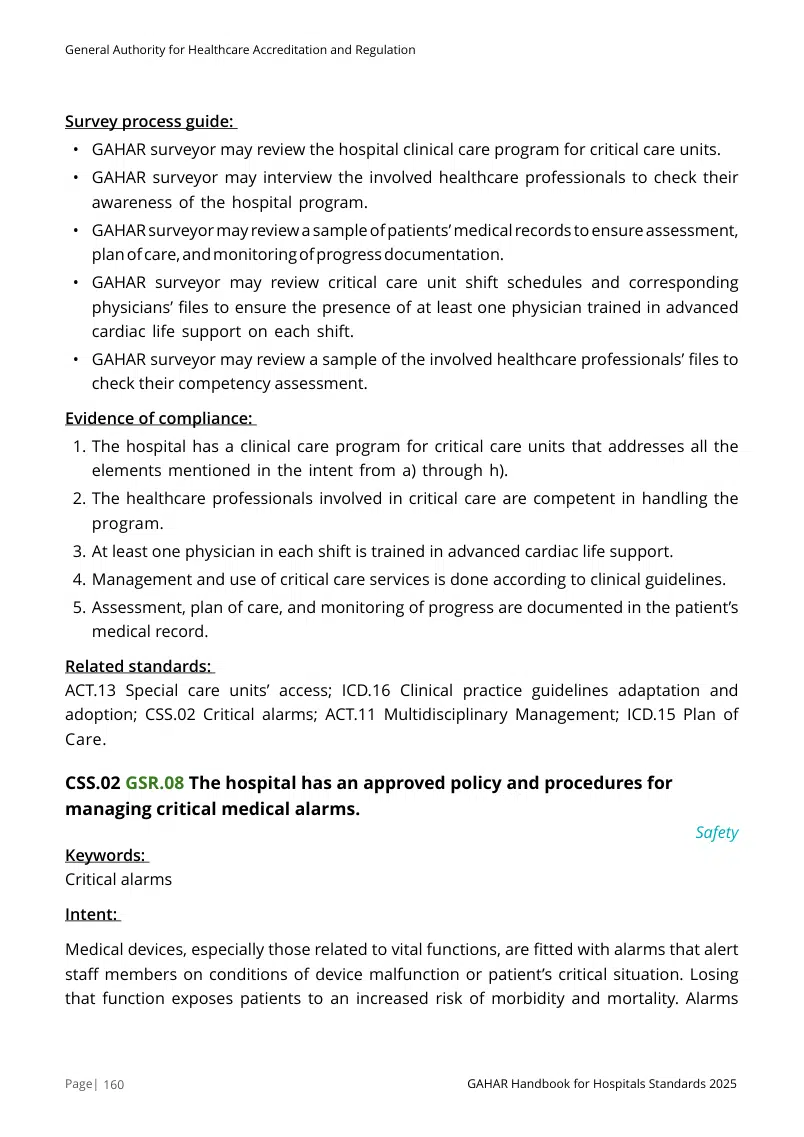 General Authority for Healthcare Accreditation and Regulation
Survey process guide:
• GAHAR surveyor may review the hospital clinical care program for critical care units.
• GAHAR surveyor may interview the involved healthcare professionals to check their
awareness of the hospital program.
• GAHAR surveyor may review a sample of patients’ medical records to ensure assessment,
plan of care, and monitoring of progress documentation.
• GAHAR surveyor may review critical care unit shift schedules and corresponding
physicians’ files to ensure the presence of at least one physician trained in advanced
cardiac life support on each shift.
• GAHAR surveyor may review a sample of the involved healthcare professionals’ files to
check their competency assessment.
Evidence of compliance:
1. The hospital has a clinical care program for critical care units that addresses all the
elements mentioned in the intent from a) through h).
2. The healthcare professionals involved in critical care are competent in handling the
program.
3. At least one physician in each shift is trained in advanced cardiac life support.
4. Management and use of critical care services is done according to clinical guidelines.
5. Assessment, plan of care, and monitoring of progress are documented in the patient’s
medical record.
Related standards:
ACT.13 Special care units’ access; ICD.16 Clinical practice guidelines adaptation and
adoption; CSS.02 Critical alarms; ACT.11 Multidisciplinary Management; ICD.15 Plan of
Care.
CSS.02 GSR.08 The hospital has an approved policy and procedures for
managing critical medical alarms.
Safety
Keywords:
Critical alarms
Intent:
Medical devices, especially those related to vital functions, are fitted with alarms that alert
staff members on conditions of device malfunction or patient’s critical situation. Losing
that function exposes patients to an increased risk of morbidity and mortality. Alarms
Page| 160
GAHAR Handbook for Hospitals Standards 2025